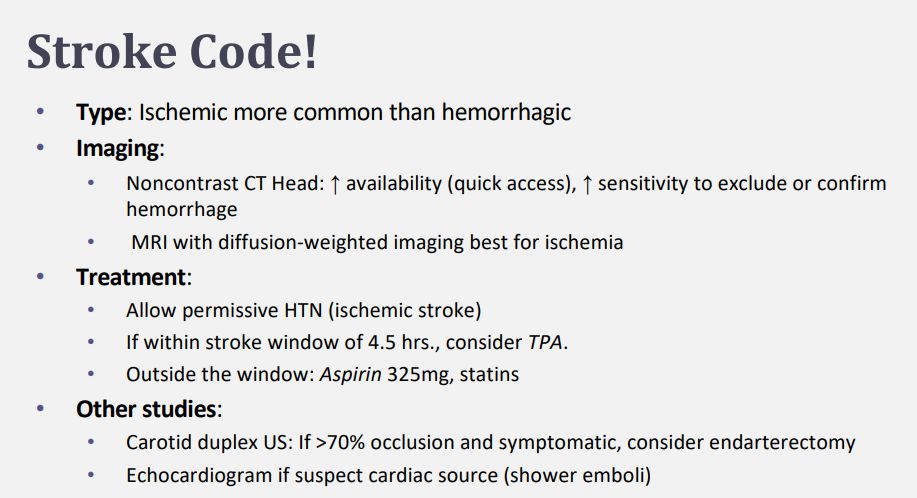 Stroke Code!
• Type: Ischemic more common than hemorrhagic
• Imaging:
• Noncontrast CT Head: ↑ availability (quick access), ↑ sensitivity to exclude or confirm
hemorrhage
• MRI with diffusion-weighted imaging best for ischemia
• Treatment:
• Allow permissive HTN (ischemic stroke)
• If within stroke window of 4.5 hrs., consider TPA.
• Outside the window: Aspirin 325mg, statins
• Other studies:
• Carotid duplex US: If >70% occlusion and symptomatic, consider endarterectomy
• Echocardiogram if suspect cardiac source (shower emboli)